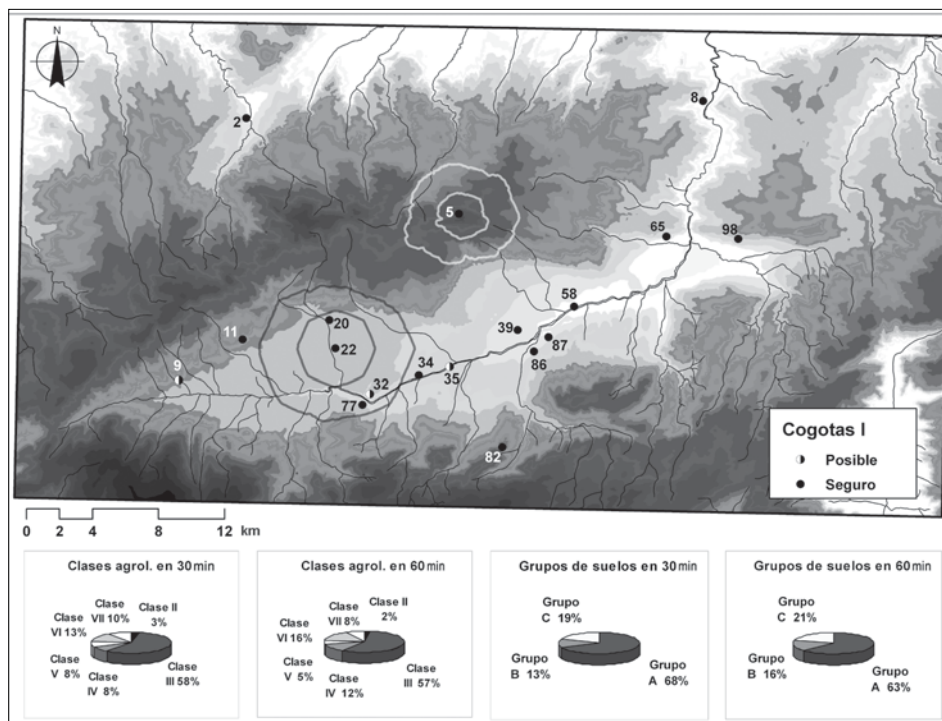 N
2
8
5
65
98
58
11
20
39
87
22
86
9
34
35
32
77
82
Cogotas I
Posible
Seguro
0 2 4 8 12 km
Clases agrol. en 30 min
Clase VII 10%
Clase II 3%
Clase VI 13%
Clase V 8%
Clase IV 8%
Clase III 58%
Clases agrol. en 60 min
Clase VII 8%
Clase II 2%
Clase VI 16%
Clase V 5%
Clase IV 12%
Clase III 57%
Grupos de suelos en 30 min
Grupo C 19%
Grupo B 13%
Grupo A 68%
Grupos de suelos en 60 min
Grupo C 21%
Grupo B 16%
Grupo A 63%